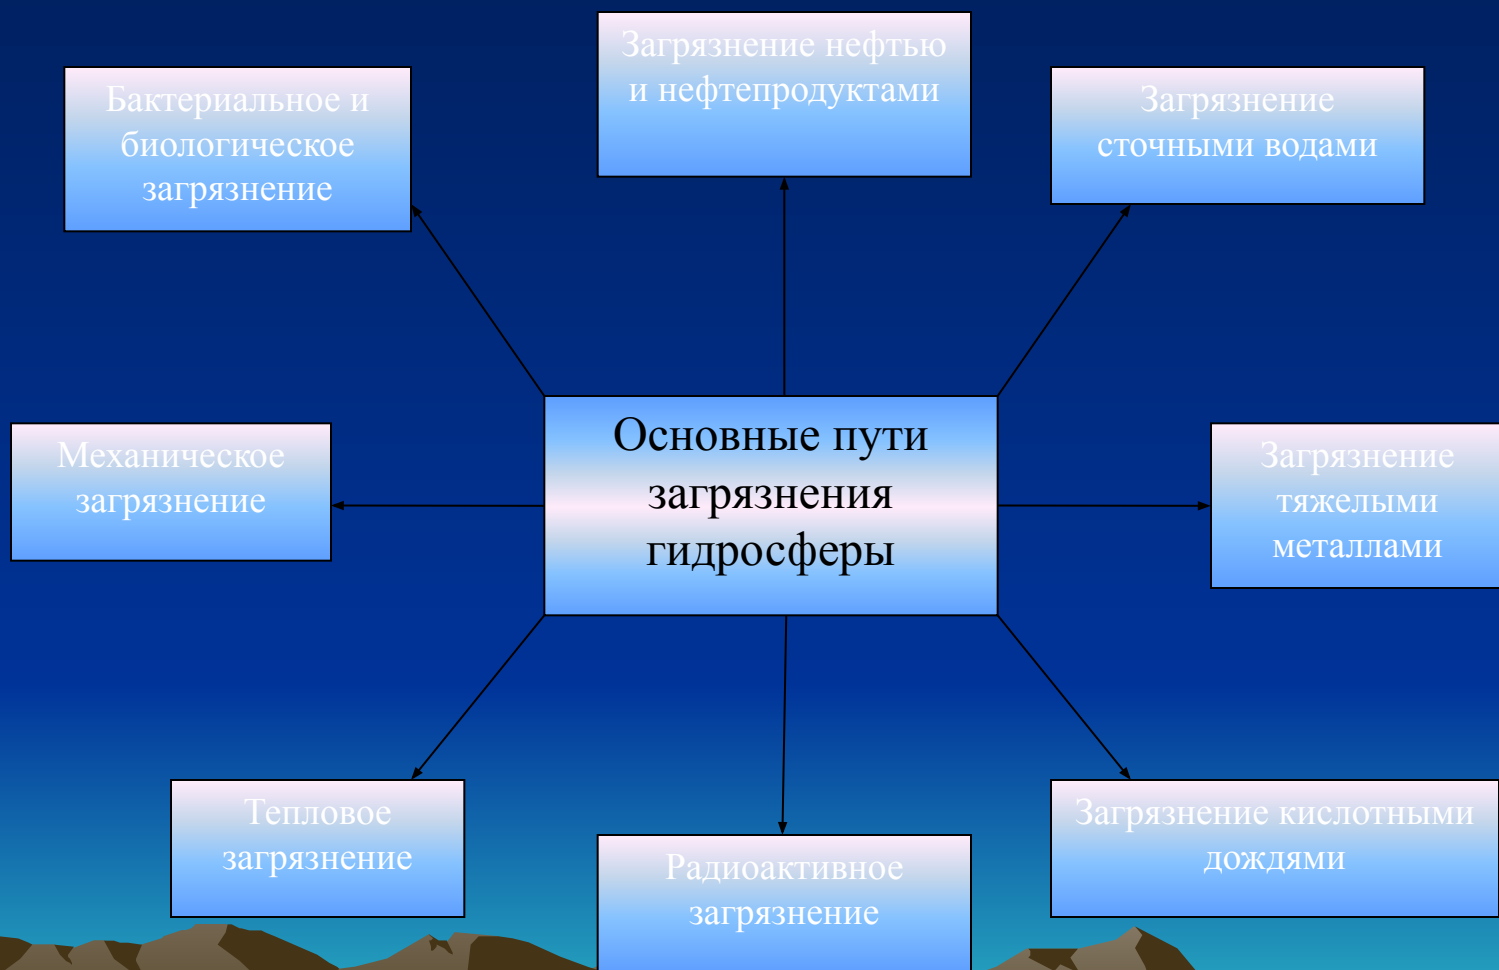 Загрязнение нефтью
и нефтепродуктами
Бактериальное и
биологическое
загрязнение
Загрязнение
сточными водами
Основные пути
загрязнения
гидросферы
Механическое
загрязнение
Загрязнение
тяжелыми
металлами
Тепловое
загрязнение
Радиоактивное
загрязнение
Загрязнение кислотными
дождями